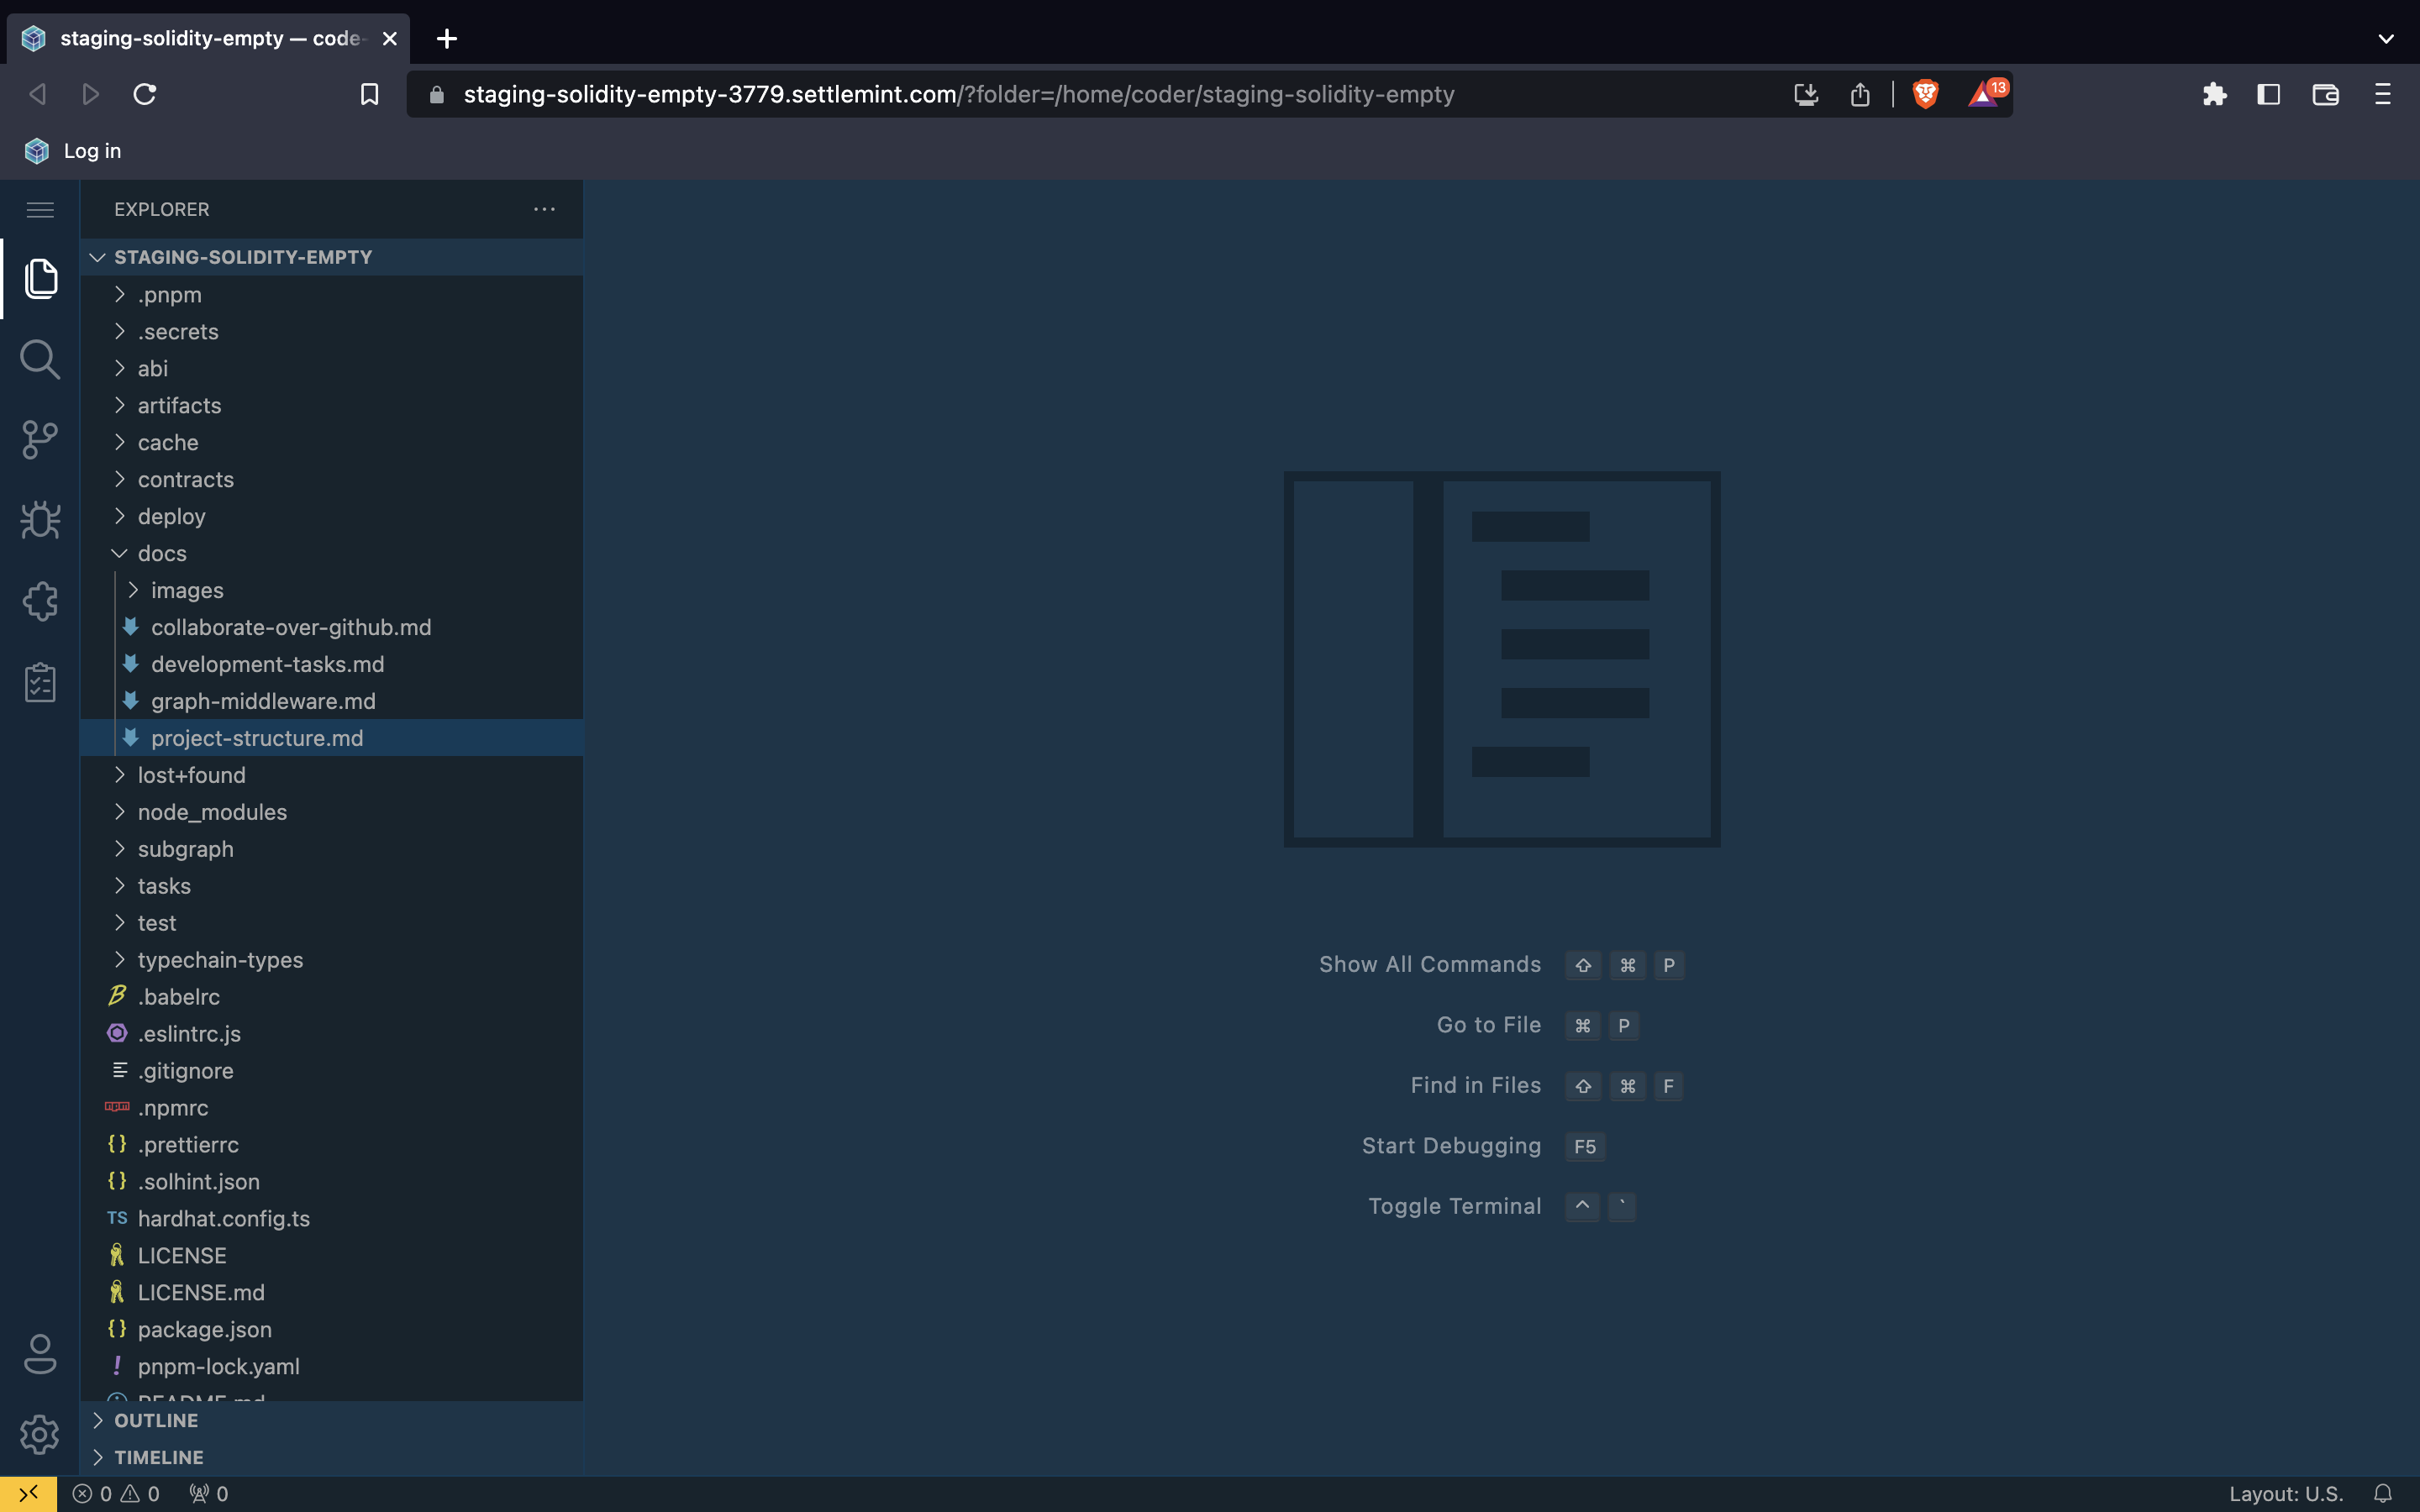 staging-solidity-empty — code-
staging-solidity-empty-3779.settlemint.com/?folder=/home/coder/staging-solidity-empty
13
Log in
EXPLORER
STAGING-SOLIDITY-EMPTY
.pnpm
.secrets
abi
artifacts
cache
contracts
deploy
docs
images
collaborate-over-github.md
development-tasks.md
graph-middleware.md
project-structure.md
lost+found
node_modules
subgraph
tasks
test
typechain-types
.babelrc
.eslintrc.js
.gitignore
.npmrc
{} .prettierrc
{} .solhint.json
TS hardhat.config.ts
LICENSE
LICENSE.md
{} package.json
! pnpm-lock.yaml
README.md
OUTLINE
TIMELINE
Show All Commands ⇧ ⌘ P
Go to File ⌘ P
Find in Files ⇧ ⌘ F
Start Debugging F5
Toggle Terminal ^ `
0 0 0
Layout: U.S.